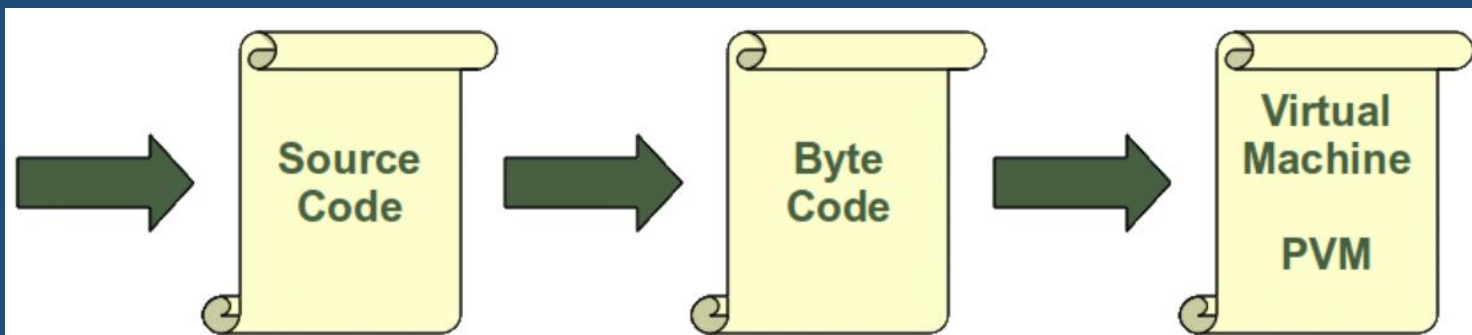 Source
Code
Byte
Code
Virtual
Machine
PVM